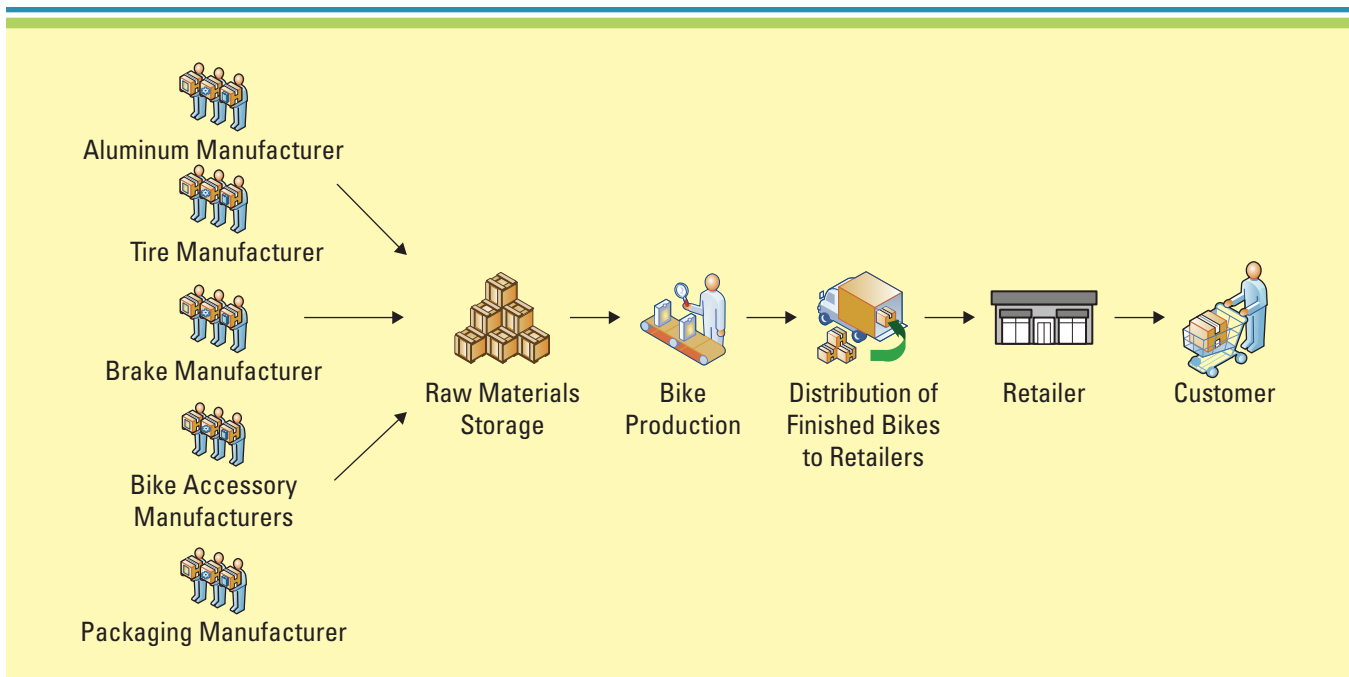 Aluminum Manufacturer
Tire Manufacturer
Brake Manufacturer
Bike Accessory
Manufacturers
Packaging Manufacturer
Raw Materials
Storage
Bike
Production
Distribution of
Finished Bikes
to Retailers
Retailer
Customer